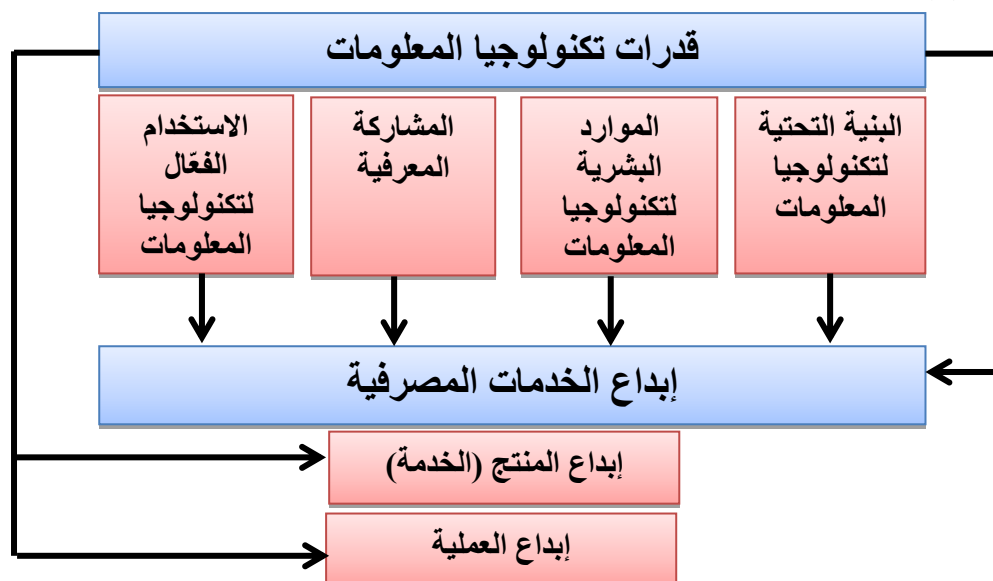 قدرات تكنولوجيا المعلومات
البنية التحتية
لتكنولوجيا
المعلومات
الموارد
البشرية
لتكنولوجيا
المعلومات
المشاركة
المعرفية
الاستخدام
الفعّال
لتكنولوجيا
المعلومات
إبداع الخدمات المصرفية
إبداع المنتج (الخدمة)
إبداع العملية